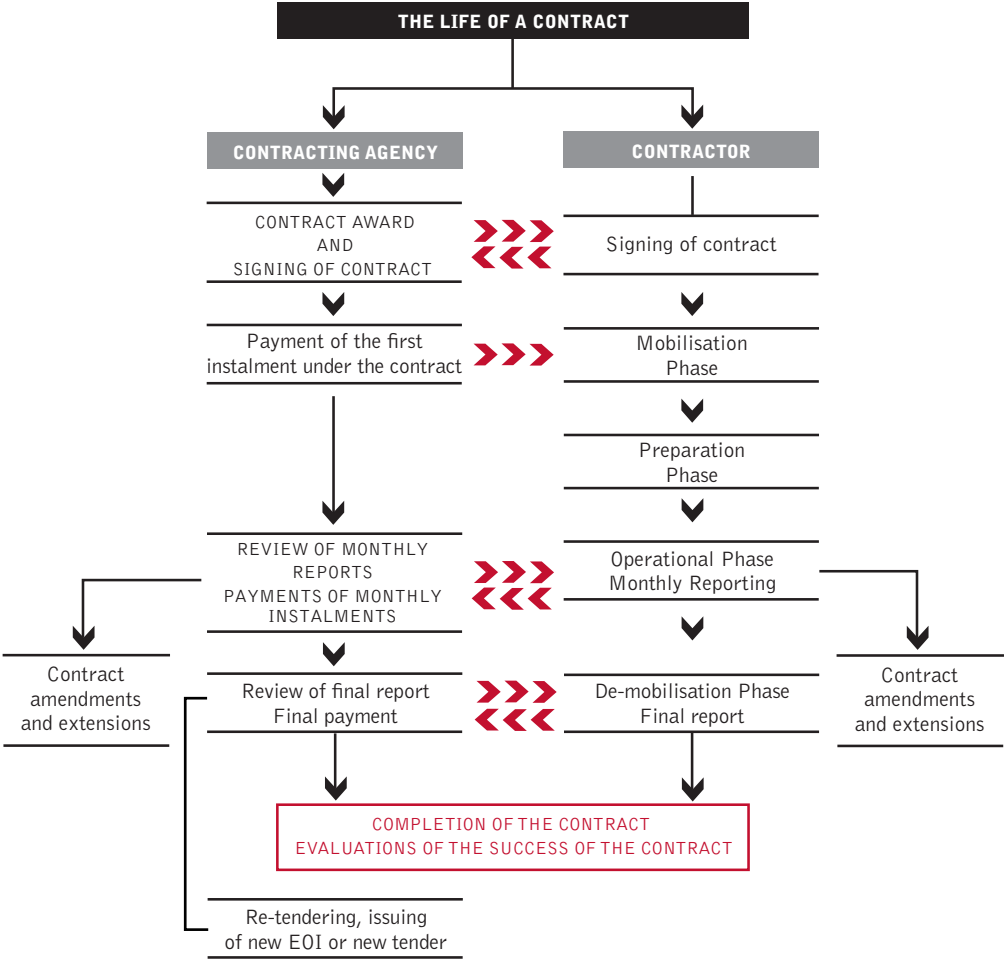 THE LIFE OF A CONTRACT
CONTRACTING AGENCY
CONTRACTOR
CONTRACT AWARD
AND
SIGNING OF CONTRACT
Signing of contract
Payment of the first
instalment under the contract
Mobilisation
Phase
Preparation
Phase
REVIEW OF MONTHLY
REPORTS
PAYMENTS OF MONTHLY
INSTALMENTS
Operational Phase
Monthly Reporting
Contract
amendments
and extensions
Review of final report
Final payment
De-mobilisation Phase
Final report
Contract
amendments
and extensions
COMPLETION OF THE CONTRACT
EVALUATIONS OF THE SUCCESS OF THE CONTRACT
Re-tendering, issuing
of new EOI or new tender